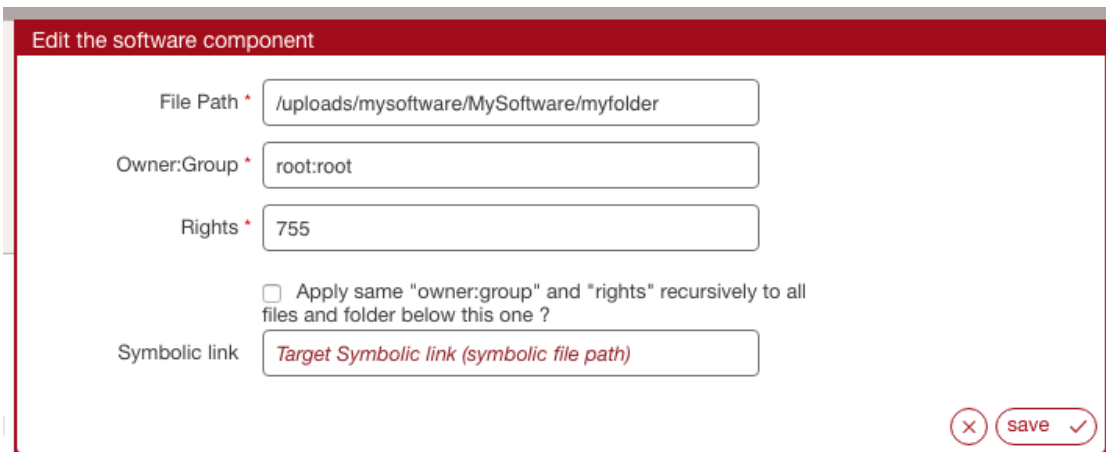 Edit the software component
File Path *
/uploads/mysoftware/MySoftware/myfolder
Owner:Group *
root:root
Rights *
755
Apply same "owner:group" and "rights" recursively to all
files and folder below this one ?
Symbolic link
Target Symbolic link (symbolic file path)
save